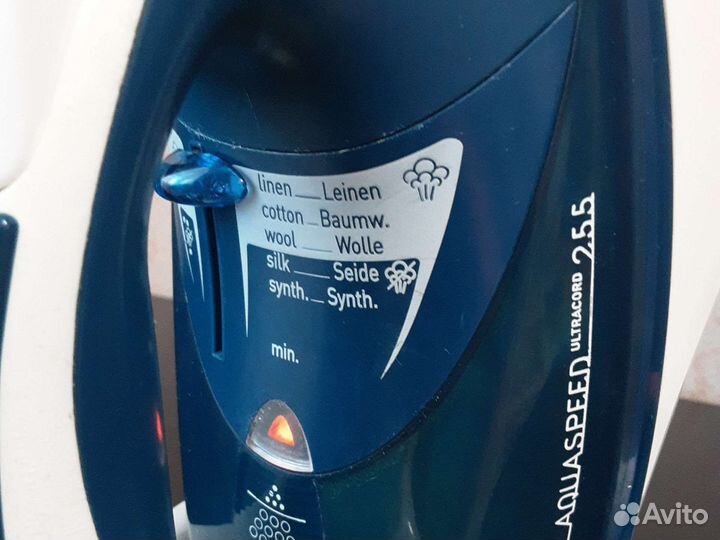 linen Leinen
cotton Baumw.
wool Wolle
silk Seide
synth. Synth.
min.
AQUASPEED ULTRACORD 255
Avito